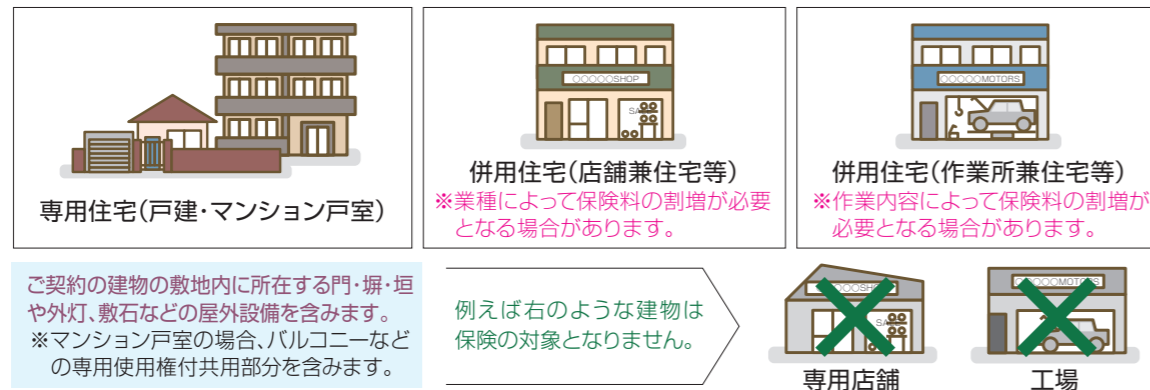 ○○○○○SHOP
SA
○○○○○MOTORS
専用住宅(戸建・マンション戸室)
併用住宅(店舗兼住宅等)
※業種によって保険料の割増が必要
となる場合があります。
併用住宅(作業所兼住宅等)
※作業内容によって保険料の割増が
必要となる場合があります。
ご契約の建物の敷地内に所在する門・塀・垣
や外灯、敷石などの屋外設備を含みます。
※マンション戸室の場合、バルコニーなど
の専用使用権付共用部分を含みます。
例えば右のような建物は
保険の対象となりません。
○○○○○SHOP
SA
専用店舗
○○○○○MOTORS
工場